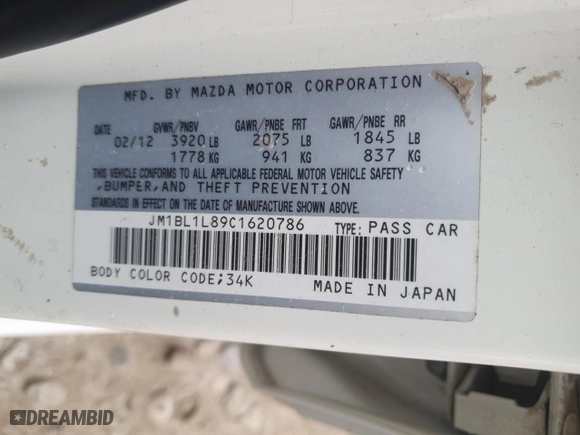 MFD. BY MAZDA MOTOR CORPORATION
DATE GVWR/PNBV GAWR/PNBE FRT GAWR/PNBE RR
02/12 3920 LB 2075 LB 1845 LB
1778 KG 941 KG 837 KG
THIS VEHICLE CONFORMS TO ALL APPLICABLE FEDERAL MOTOR VEHICLE SAFETY
,BUMPER,AND THEFT PREVENTION
STANDARDS IN EFFECT ON THE DATE OF MANUFACTURE SHOWN ABOVE.
JM1BL1L89C1620786 TYPE: PASS CAR
BODY COLOR CODE;34K MADE IN JAPAN
DREAMBID